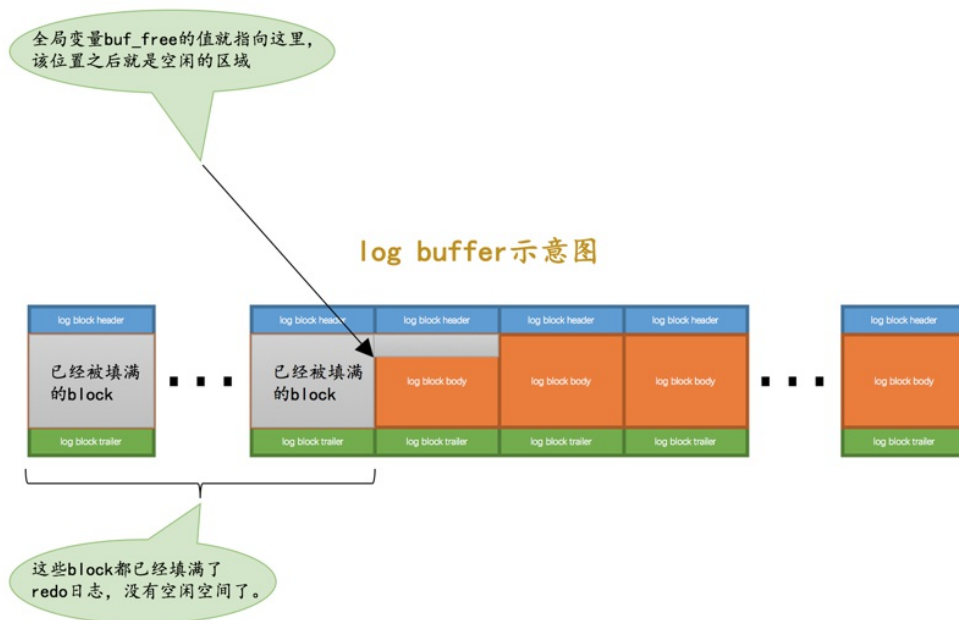 全局变量buf_free的值就指向这里，
该位置之后就是空闲的区域
log buffer示意图
log block header
log block header
log block header
log block header
log block header
log block header
已经被填满
的block
已经被填满
的block
log block body
log block body
log block body
log block body
log block trailer
log block trailer
log block trailer
log block trailer
log block trailer
log block trailer
这些block都已经填满了
redo日志，没有空闲空间了。